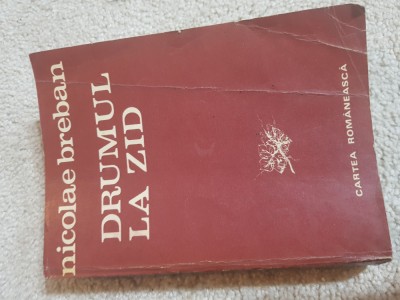 nicolae breban
DRUMUL
LA ZID
CARTEA ROMÂNEASCĂ